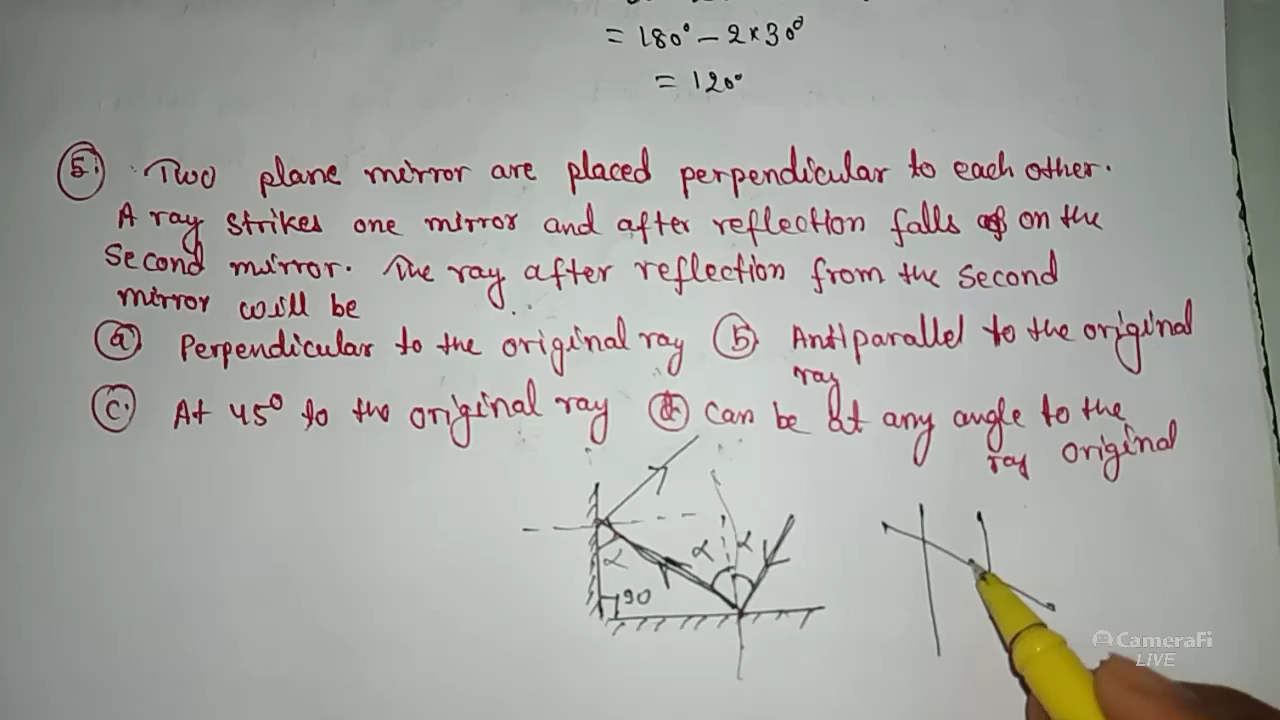 = 180° - 2×30°
= 120°
5. Two plane mirror are placed perpendicular to each other.
A ray strikes one mirror and after reflection falls on the
Second mirror. The ray after reflection from the second
mirror will be
a Perpendicular to the original ray b Antiparallel to the original
ray
c. At 45° to the original ray d can be at any angle to the
ray original
α α α
90
CameraFi
LIVE